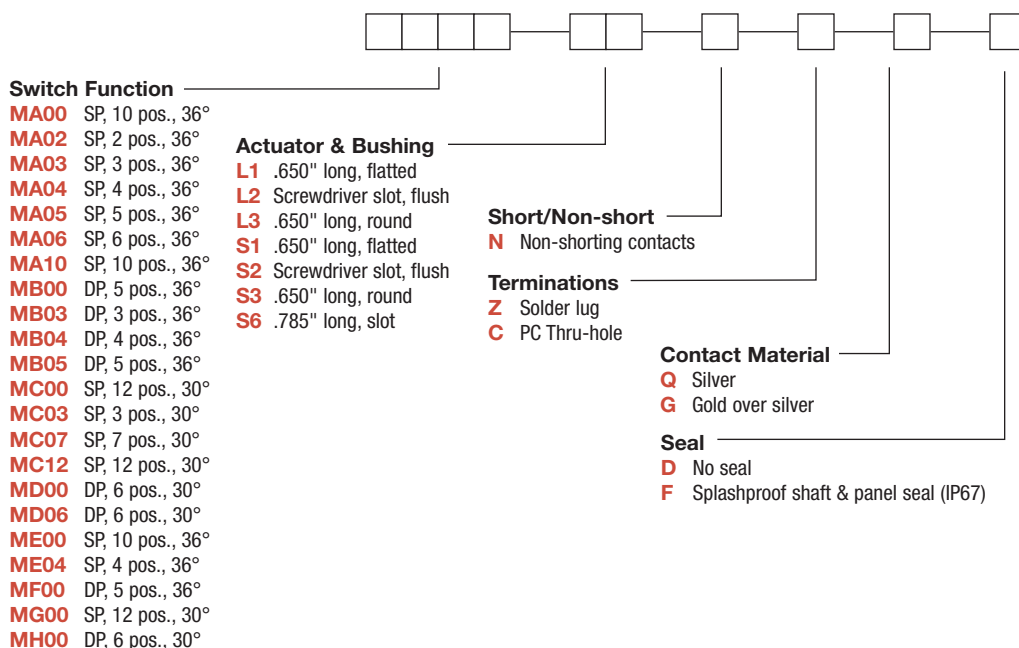 Switch Function
MA00 SP, 10 pos., 36°
MA02 SP, 2 pos., 36°
MA03 SP, 3 pos., 36°
MA04 SP, 4 pos., 36°
MA05 SP, 5 pos., 36°
MA06 SP, 6 pos., 36°
MA10 SP, 10 pos., 36°
MB00 DP, 5 pos., 36°
MB03 DP, 3 pos., 36°
MB04 DP, 4 pos., 36°
MB05 DP, 5 pos., 36°
MC00 SP, 12 pos., 30°
MC03 SP, 3 pos., 30°
MC07 SP, 7 pos., 30°
MC12 SP, 12 pos., 30°
MD00 DP, 6 pos., 30°
MD06 DP, 6 pos., 30°
ME00 SP, 10 pos., 36°
ME04 SP, 4 pos., 36°
MF00 DP, 5 pos., 36°
MG00 SP, 12 pos., 30°
MH00 DP, 6 pos., 30°
Actuator & Bushing
L1 .650" long, flatted
L2 Screwdriver slot, flush
L3 .650" long, round
S1 .650" long, flatted
S2 Screwdriver slot, flush
S3 .650" long, round
S6 .785" long, slot
Short/Non-short
N Non-shorting contacts
Terminations
Z Solder lug
C PC Thru-hole
Contact Material
Q Silver
G Gold over silver
Seal
D No seal
F Splashproof shaft & panel seal (IP67)